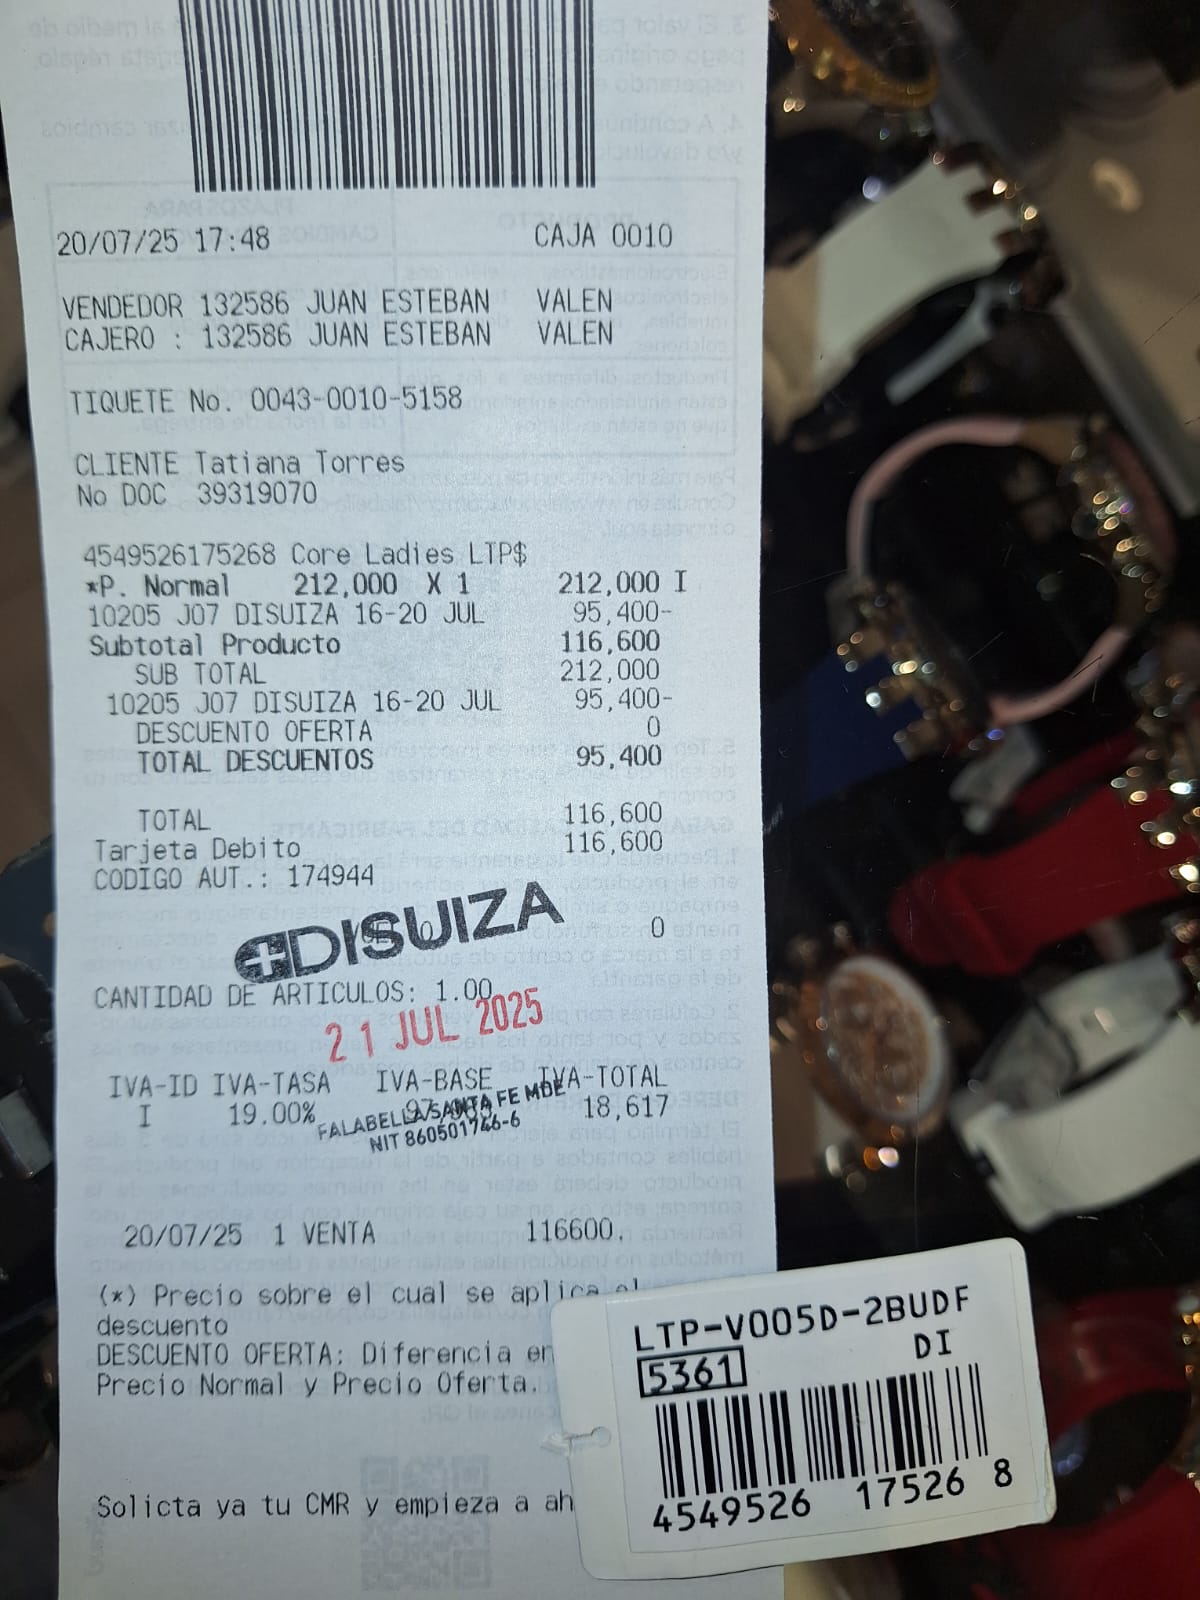 20/07/25 17:48 CAJA 0010
VENDEDOR 132586 JUAN ESTEBAN VALEN
CAJERO : 132586 JUAN ESTEBAN VALEN
TIQUETE No. 0043-0010-5158
CLIENTE Tatiana Torres
No DOC 39319070
4549526175268 Core Ladies LTP$
*P. Normal 212,000 X 1 212,000 I
10205 J07 DISUIZA 16-20 JUL 95,400-
Subtotal Producto 116,600
SUB TOTAL 212,000
10205 J07 DISUIZA 16-20 JUL 95,400-
DESCUENTO OFERTA 0
TOTAL DESCUENTOS 95,400
TOTAL 116,600
Tarjeta Debito 116,600
CODIGO AUT.: 174944
DISUIZA
0
CANTIDAD DE ARTICULOS: 1.00
21 JUL 2025
IVA-ID IVA-TASA IVA-BASE IVA-TOTAL
I 19.00% 18,617
FALABELLA/SANTA FE MDE
NIT 860501746-6
20/07/25 1 VENTA 116600.
(*) Precio sobre el cual se aplica el
descuento
DESCUENTO OFERTA: Diferencia en
Precio Normal y Precio Oferta.
Solicta ya tu CMR y empieza a ah
LTP-V005D-2BUDF
DI
5361
4549526 17526 8